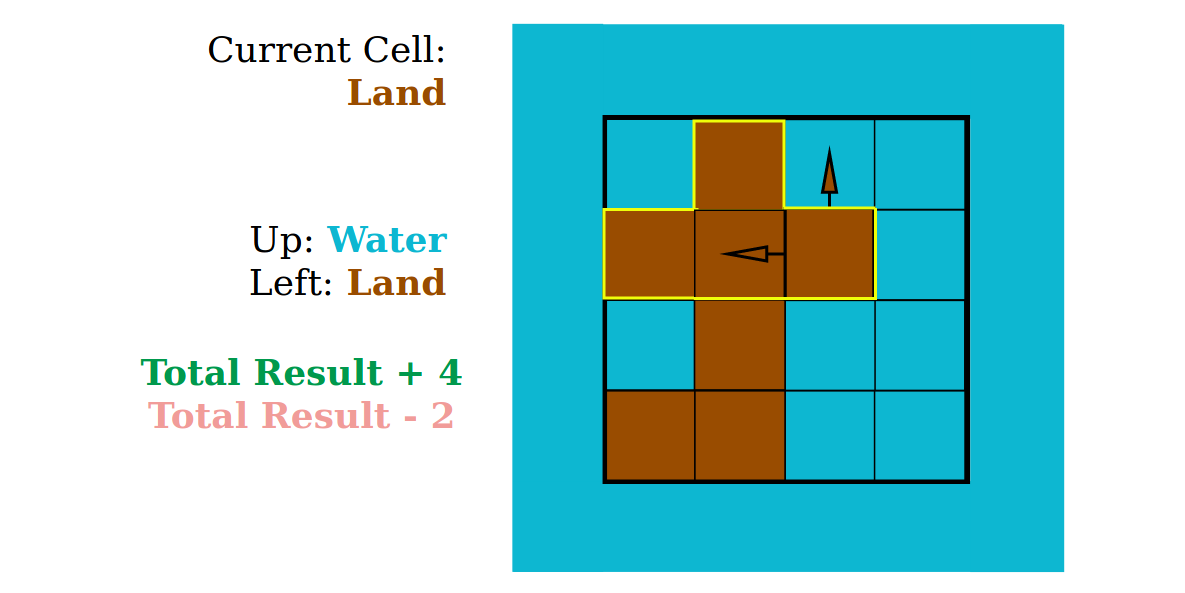 Current Cell:
Land
Up: Water
Left: Land
Total Result + 4
Total Result - 2